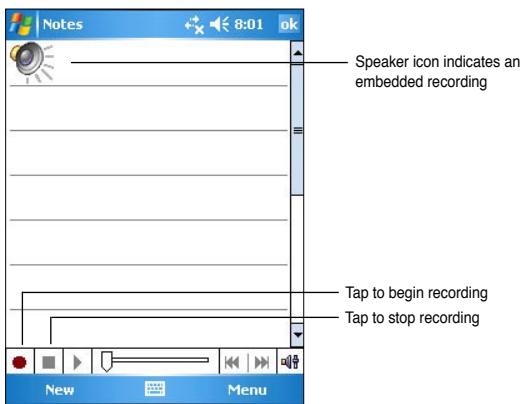 Notes 8:01 ok
Speaker icon indicates an
embedded recording
Tap to begin recording
Tap to stop recording
New Menu